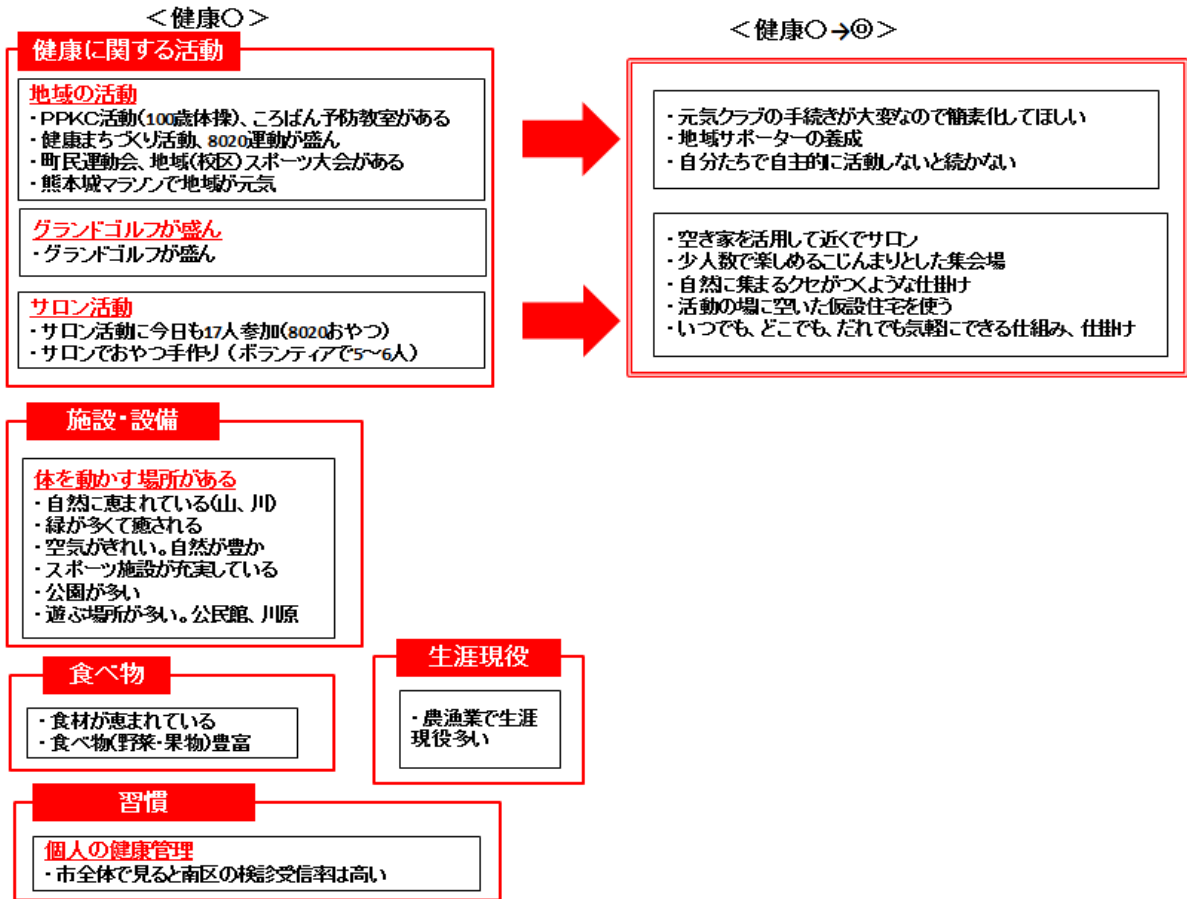 ＜健康○＞
健康に関する活動
地域の活動
・PPKC活動(100歳体操)、ころばん予防教室がある
・健康まちづくり活動、8020運動が盛ん
・町民運動会、地域(校区)スポーツ大会がある
・熊本城マラソンで地域が元気
グランドゴルフが盛ん
・グランドゴルフが盛ん
サロン活動
・サロン活動に今日も17人参加(8020おやつ)
・サロンでおやつ手作り（ボランティアで5～6人）
＜健康○→◎＞
・元気クラブの手続きが大変なので簡素化してほしい
・地域サポーターの養成
・自分たちで自主的に活動しないと続かない
・空き家を活用して近くでサロン
・少人数で楽しめるこじんまりとした集会場
・自然に集まるクセがつくような仕掛け
・活動の場に空いた仮設住宅を使う
・いつでも、どこでも、だれでも気軽にできる仕組み、仕掛け
施設・設備
体を動かす場所がある
・自然に恵まれている(山、川)
・緑が多くて癒される
・空気がきれい。自然が豊か
・スポーツ施設が充実している
・公園が多い
・遊ぶ場所が多い。公民館、川原
食べ物
・食材が恵まれている
・食べ物(野菜・果物)豊富
生涯現役
・農漁業で生涯
現役多い
習慣
個人の健康管理
・市全体で見ると南区の検診受信率は高い